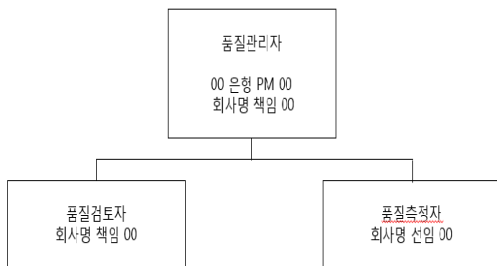 품질관리자
00 은형 PM 00
회사명 책임 00
품질검토자
회사명 책임 00
품질측정자
회사명 선임 00